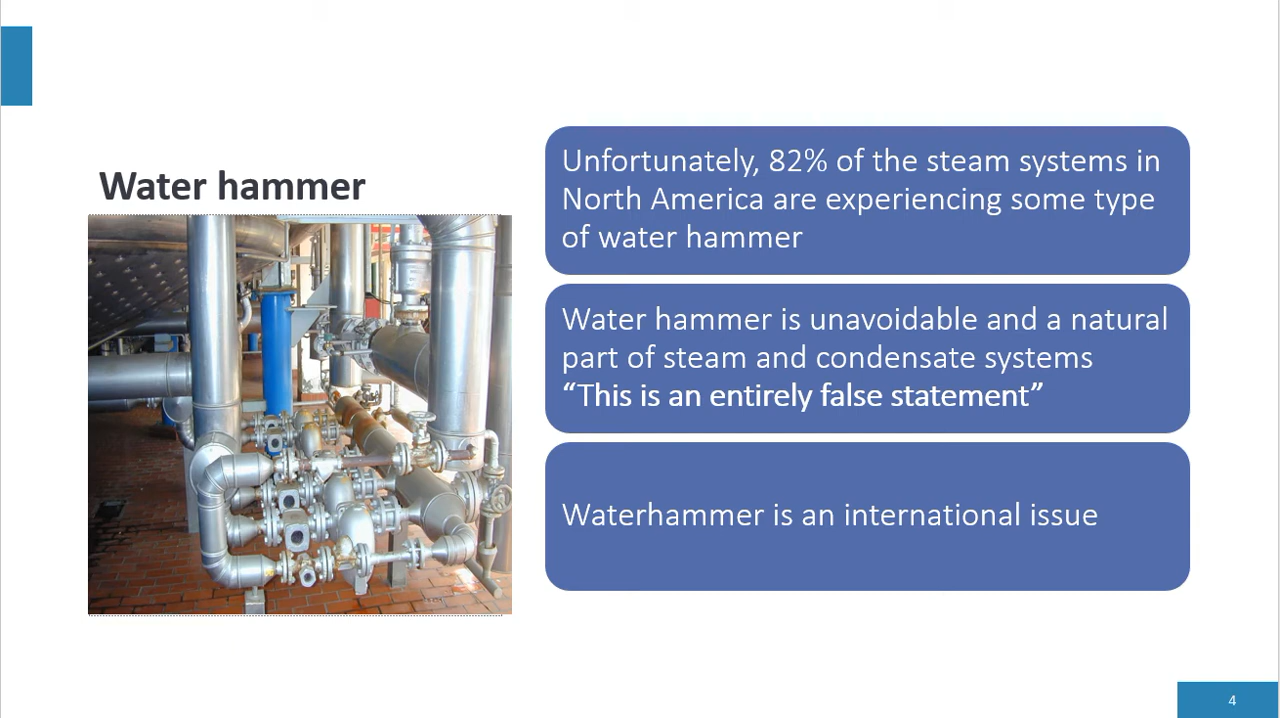 Water hammer
Unfortunately, 82% of the steam systems in
North America are experiencing some type
of water hammer
Water hammer is unavoidable and a natural
part of steam and condensate systems
“This is an entirely false statement”
Waterhammer is an international issue
4